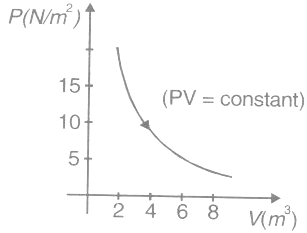 P(N/m²)
15
10
5
(PV = constant)
2 4 6 8
V(m³)